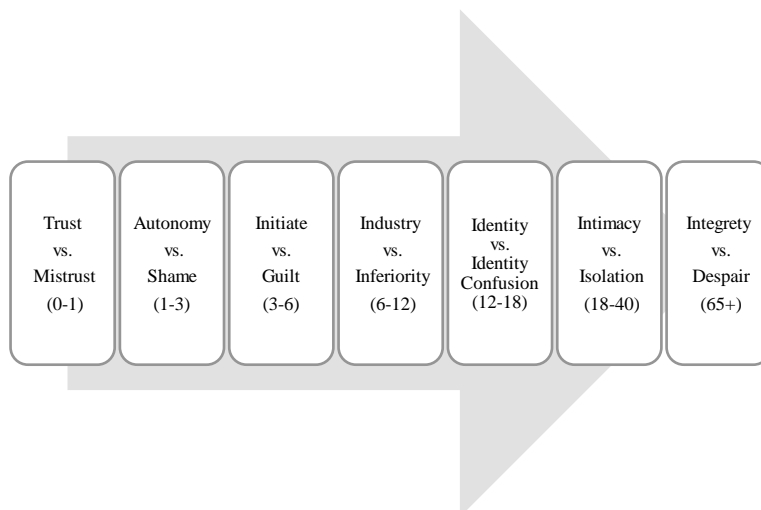 Trust
vs.
Mistrust
(0-1)
Autonomy
vs.
Shame
(1-3)
Initiate
vs.
Guilt
(3-6)
Industry
vs.
Inferiority
(6-12)
Identity
vs.
Identity
Confusion
(12-18)
Intimacy
vs.
Isolation
(18-40)
Integrety
vs.
Despair
(65+)